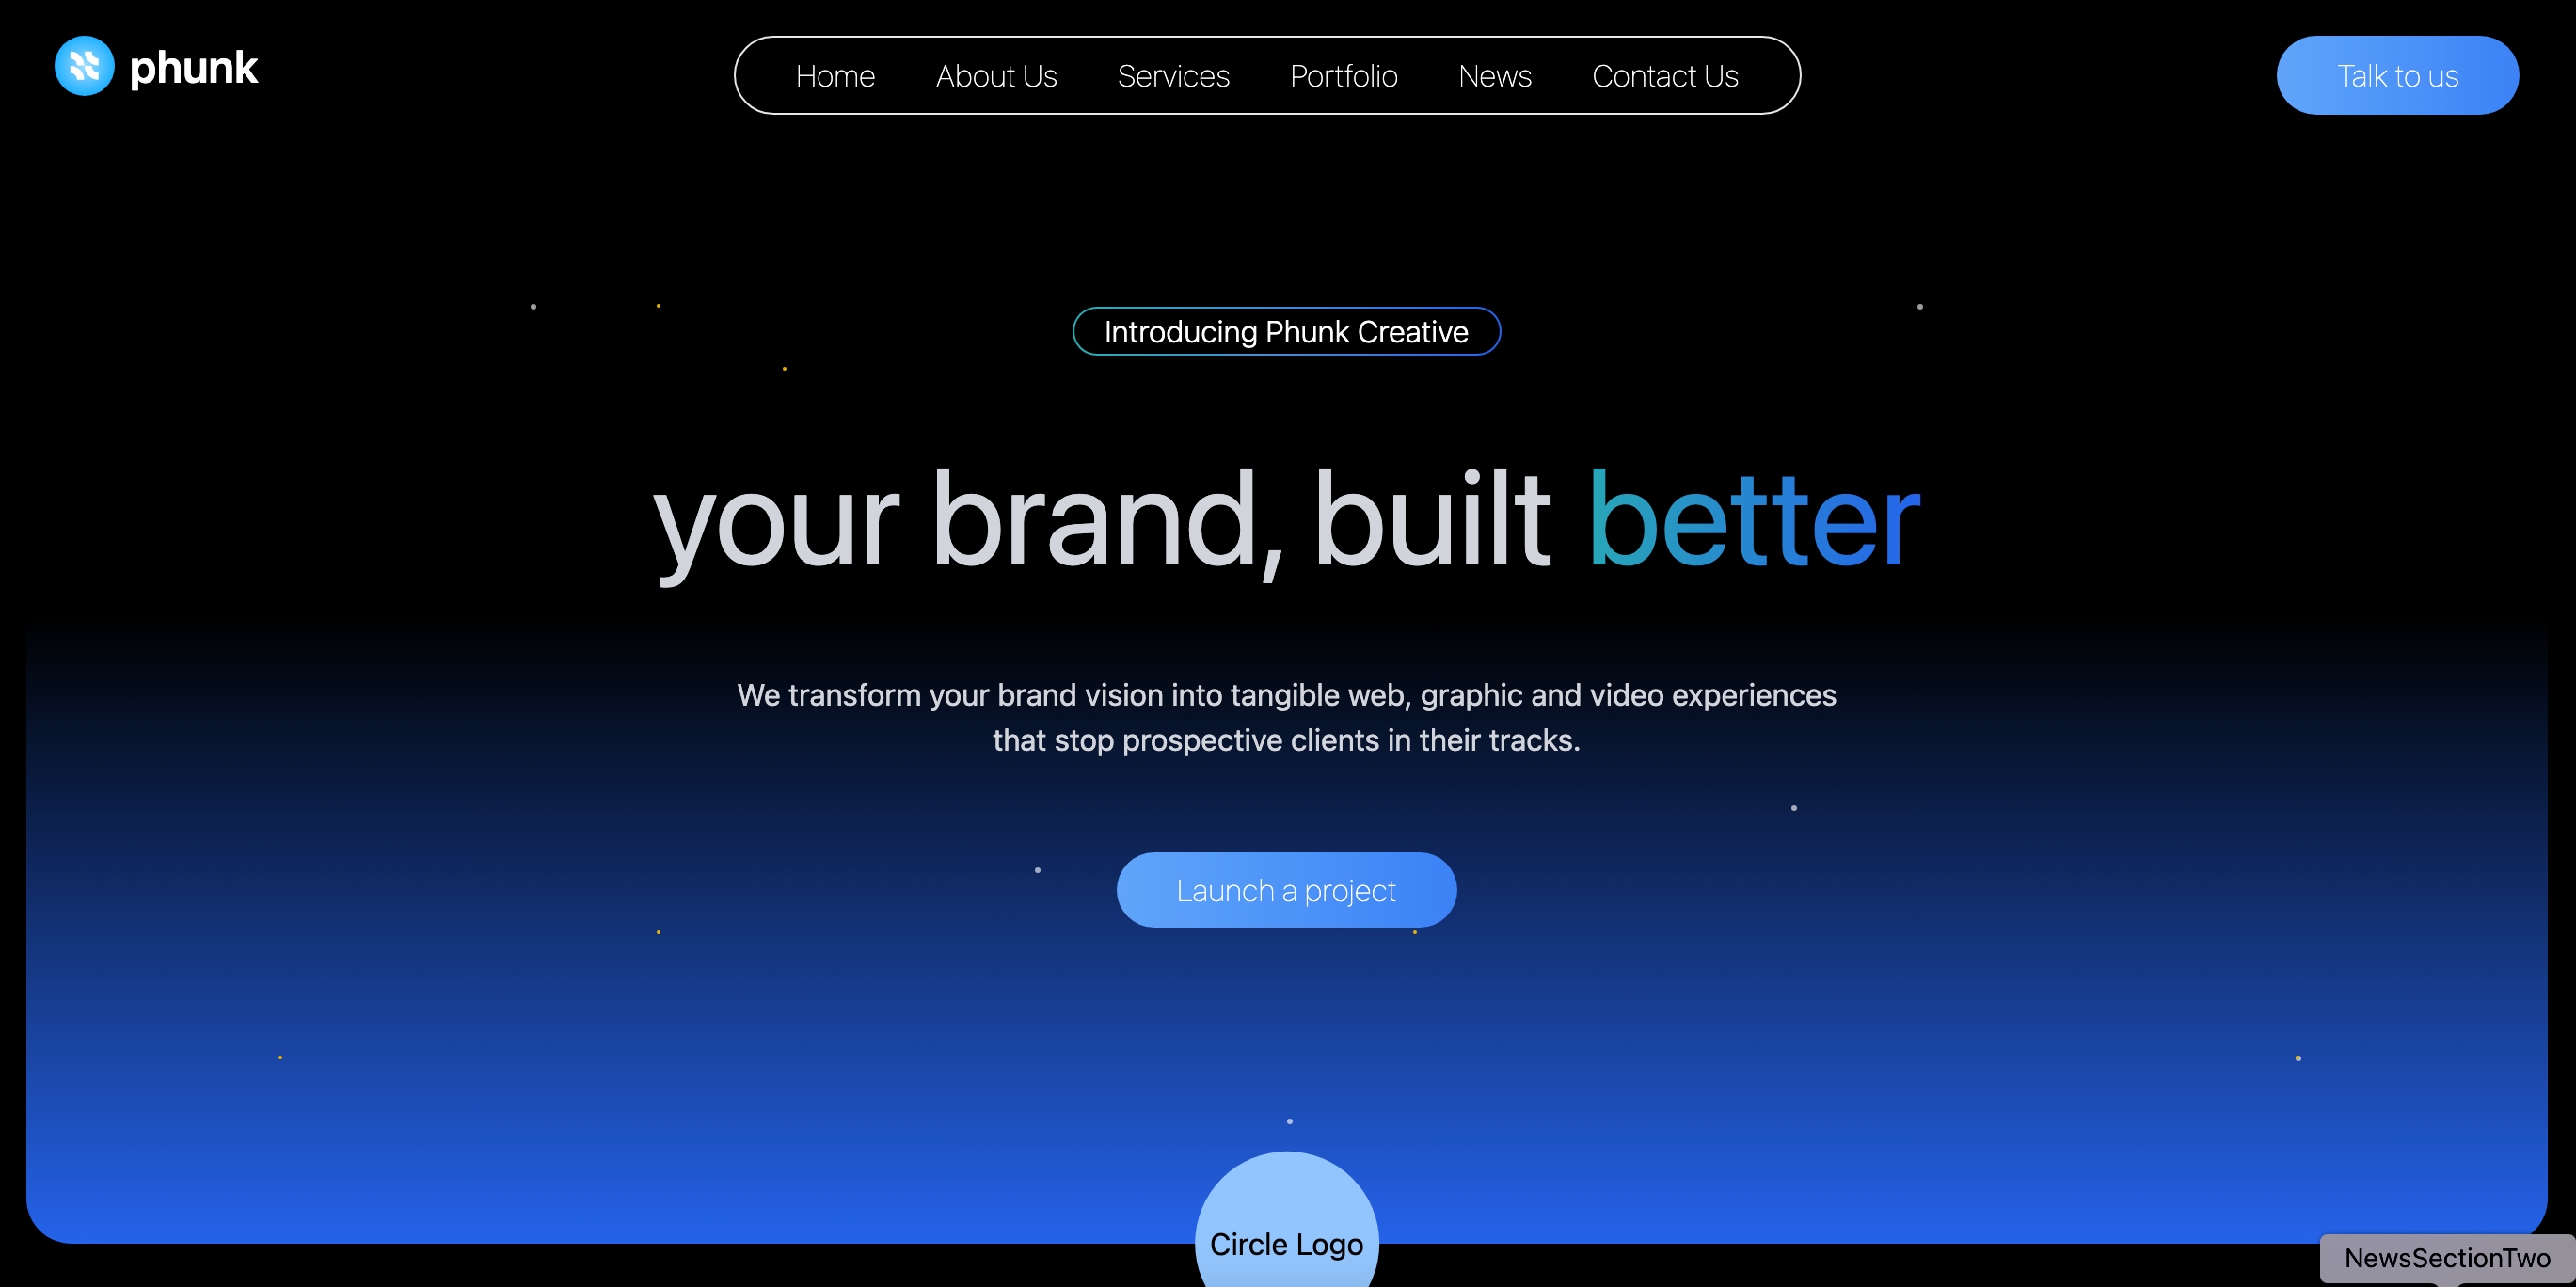 phunk
Home About Us Services Portfolio News Contact Us
Talk to us
Introducing Phunk Creative
your brand, built better
We transform your brand vision into tangible web, graphic and video experiences
that stop prospective clients in their tracks.
Launch a project
Circle Logo
NewsSectionTwo